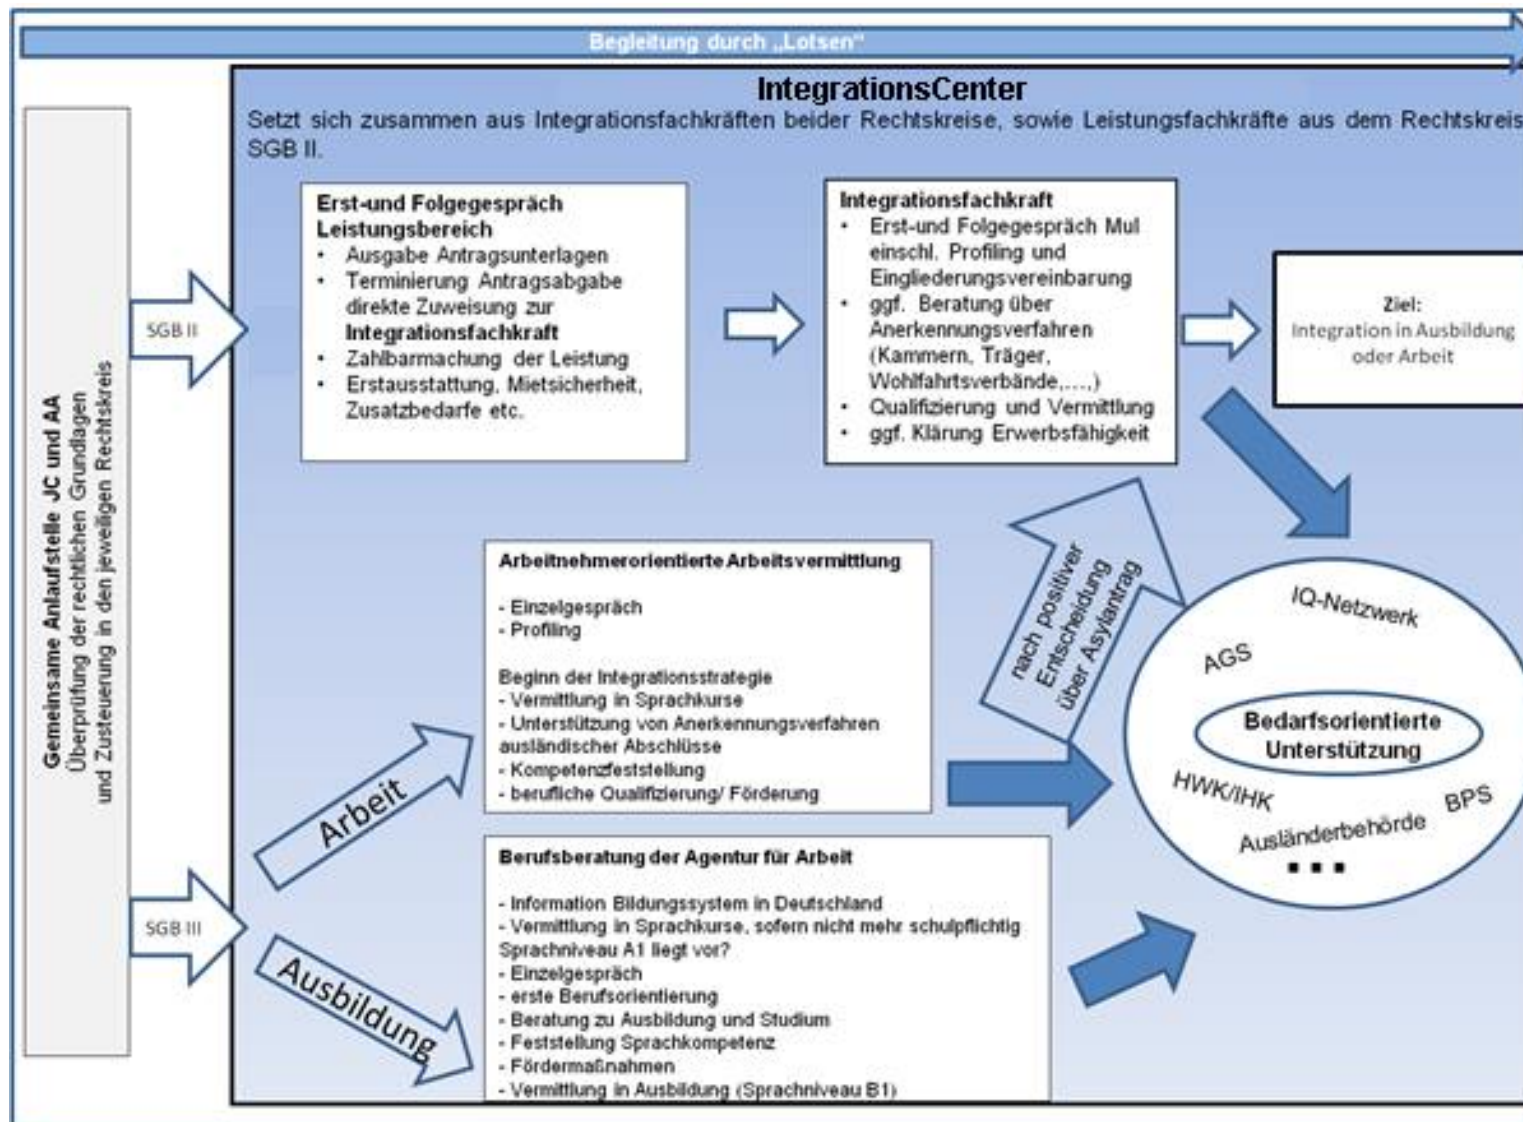 Begleitung durch „Lotsen“
IntegrationsCenter
Setzt sich zusammen aus Integrationsfachkräften beider Rechtskreise, sowie Leistungsfachkräfte aus dem Rechtskreis
SGB II.
Gemeinsame Anlaufstelle JC und AA
Überprüfung der rechtlichen Grundlagen
und Zusteuerung in den jeweiligen Rechtskreis
SGB II
Erst-und Folgegespräch
Leistungsbereich
• Ausgabe Antragsunterlagen
• Terminierung Antragsabgabe
direkte Zuweisung zur
Integrationsfachkraft
• Zahlbarmachung der Leistung
• Erstausstattung, Mietsicherheit,
Zusatzbedarfe etc.
Integrationsfachkraft
• Erst-und Folgegespräch Mul
einschl. Profiling und
Eingliederungsvereinbarung
• ggf. Beratung über
Anerkennungsverfahren
(Kammern, Träger,
Wohlfahrtsverbände,...,)
• Qualifizierung und Vermittlung
• ggf. Klärung Erwerbsfähigkeit
Ziel:
Integration in Ausbildung
oder Arbeit
SGB III
Arbeit
Ausbildung
Arbeitnehmerorientierte Arbeitsvermittlung
- Einzelgespräch
- Profiling
Beginn der Integrationsstrategie
- Vermittlung in Sprachkurse
- Unterstützung von Anerkennungsverfahren
ausländischer Abschlüsse
- Kompetenzfeststellung
- berufliche Qualifizierung/ Förderung
nach positiver
Entscheidung
über Asylantrag
Berufsberatung der Agentur für Arbeit
- Information Bildungssystem in Deutschland
- Vermittlung in Sprachkurse, sofern nicht mehr schulpflichtig
Sprachniveau A1 liegt vor?
- Einzelgespräch
- erste Berufsorientierung
- Beratung zu Ausbildung und Studium
- Feststellung Sprachkompetenz
- Fördermaßnahmen
- Vermittlung in Ausbildung (Sprachniveau B1)
IQ-Netzwerk
AGS
Bedarfsorientierte
Unterstützung
HWK/IHK
BPS
Ausländerbehörde
...